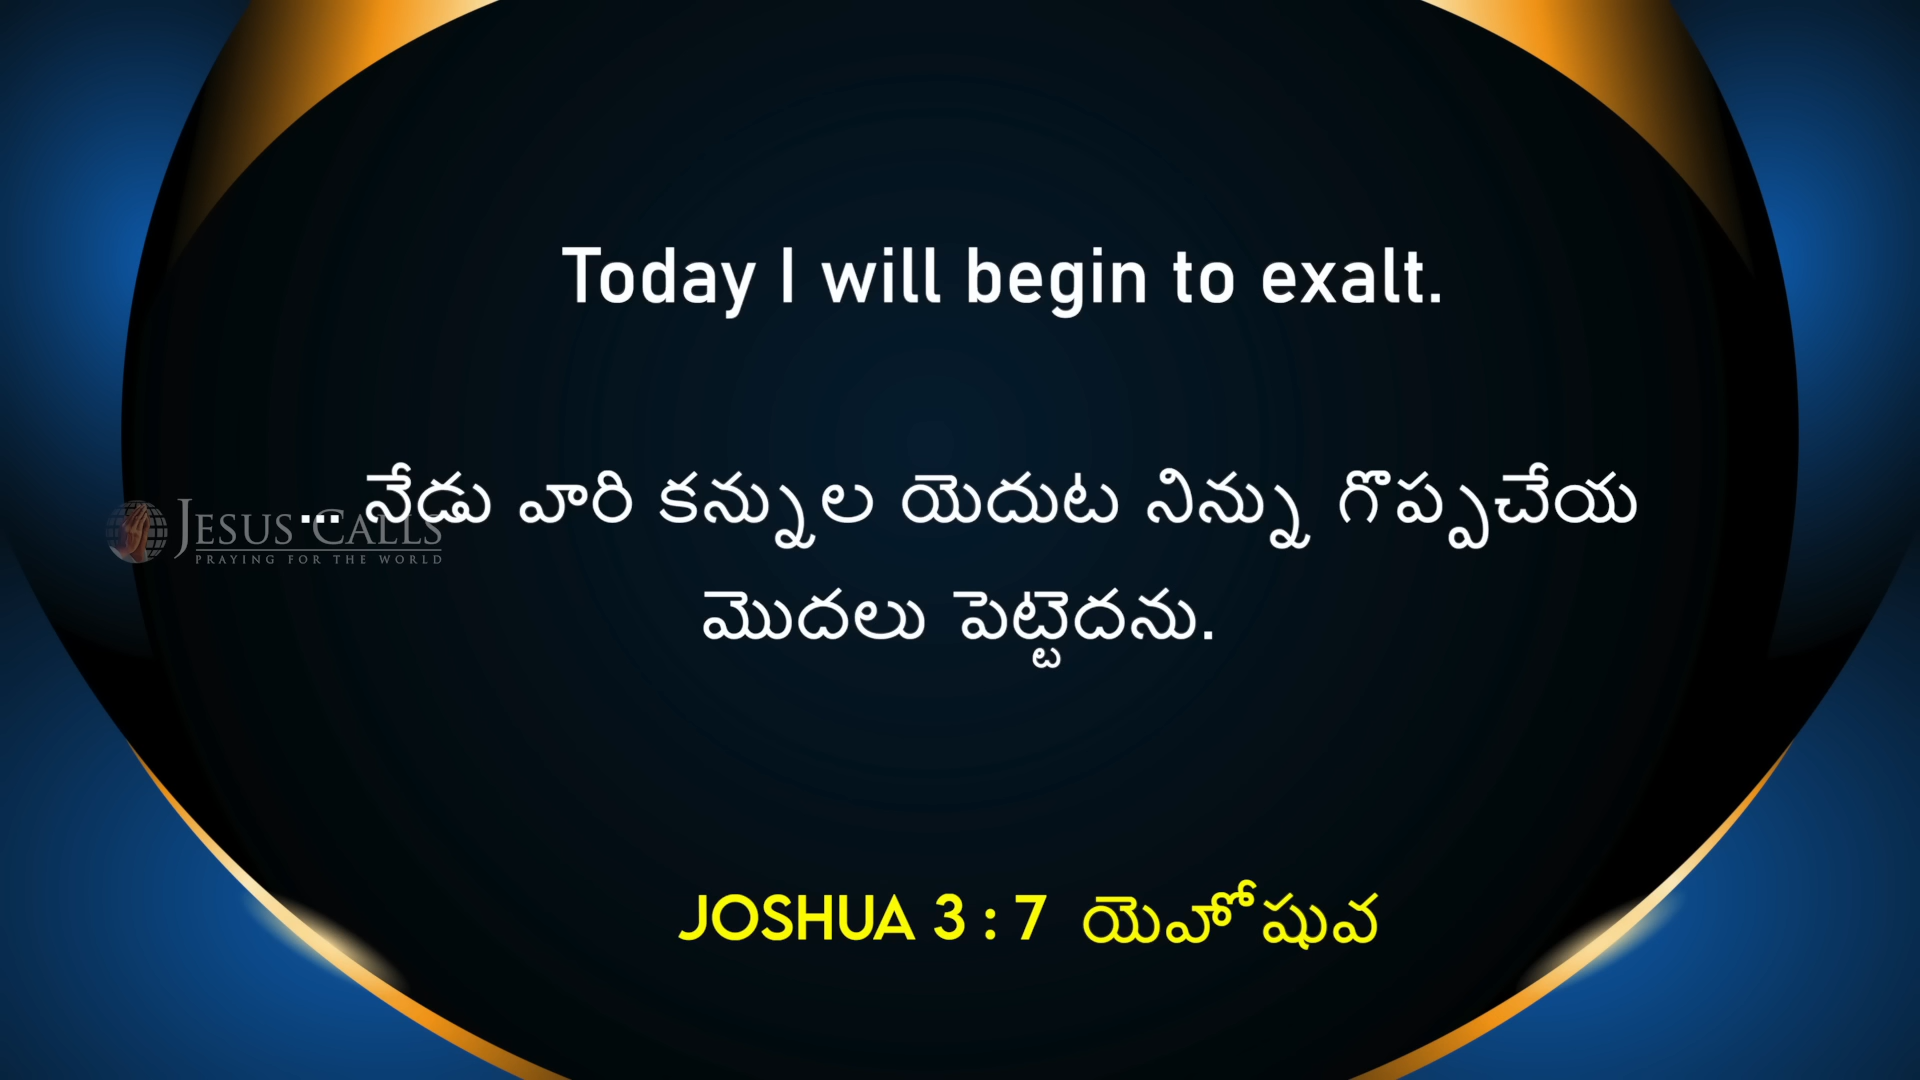 Today I will begin to exalt.
... నేడు వారి కన్నుల యెదుట నిన్ను గొప్పచేయ
మొదలు పెట్టెదను.
JESUS CALLS
PRAYING FOR THE WORLD
JOSHUA 3 : 7 యెహోషువ